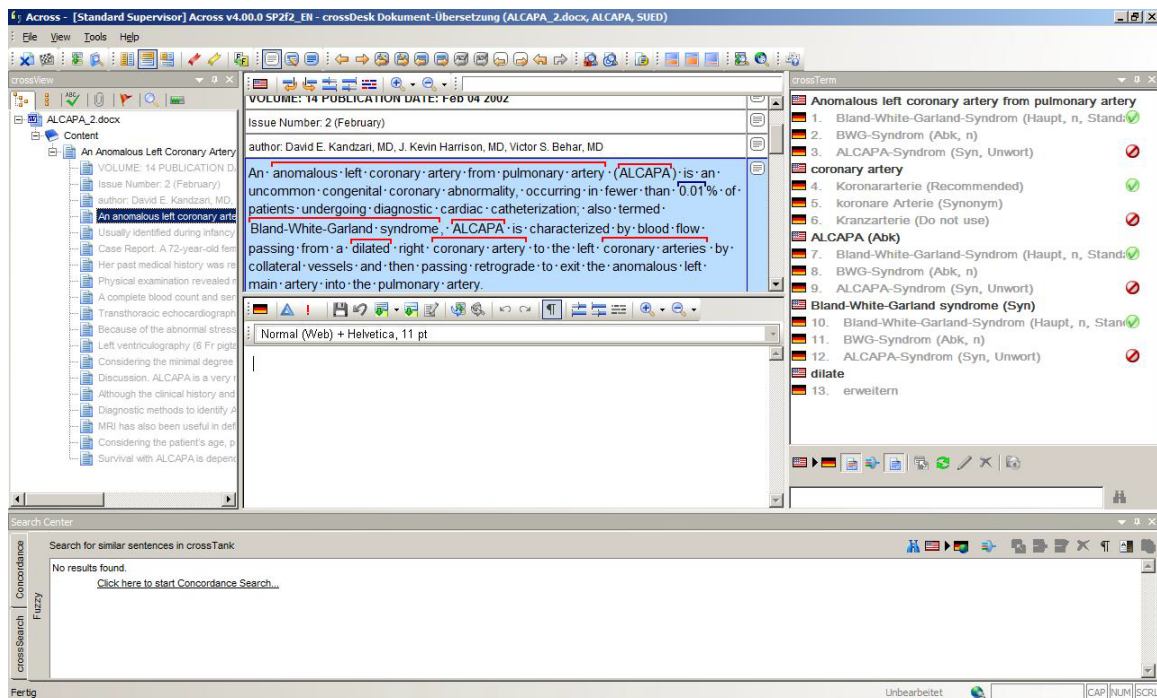 Across - [Standard Supervisor] Across v4.00.0 SP2f2_EN - crossDesk Dokument-Übersetzung (ALCAPA_2.docx, ALCAPA, SUED)
File View Tools Help
crossView
ALCAPA_2.docx
Content
An Anomalous Left Coronary Artery
VOLUME: 14 PUBLICATION D
Issue Number: 2 (February)
author: David E. Kandzari, MD,
An anomalous left coronary arte
Usually identified during infancy
Case Report. A 72-year-old fem
Her past medical history was re
Physical examination revealed n
A complete blood count and ser
Transthoracic echocardiograph
Because of the abnormal stress
Left ventriculography (6 Fr pigta
Considering the minimal degree
Discussion. ALCAPA is a very r
Although the clinical history and
Diagnostic methods to identify A
MRI has also been useful in defi
Considering the patient's age, p
Survival with ALCAPA is depend
VOLUME: 14 PUBLICATION DATE: Feb 04 2002
Issue Number: 2 (February)
author: David E. Kandzari, MD, J. Kevin Harrison, MD, Victor S. Behar, MD
An· anomalous· left· coronary· artery· from· pulmonary· artery· (ALCAPA)· is· an·
uncommon· congenital· coronary· abnormality,· occurring· in· fewer· than· 0.01% · of·
patients· undergoing· diagnostic· cardiac· catheterization;· also· termed·
Bland-White-Garland· syndrome,· ALCAPA· is· characterized· by· blood· flow·
passing· from· a· dilated· right· coronary· artery· to· the· left· coronary· arteries· by·
collateral· vessels· and· then· passing· retrograde· to· exit· the· anomalous· left·
main· artery· into· the· pulmonary· artery.
Normal (Web) + Helvetica, 11 pt
crossTerm
Anomalous left coronary artery from pulmonary artery
1. Bland-White-Garland-Syndrom (Haupt, n, Stand
2. BWG-Syndrom (Abk, n)
3. ALCAPA-Syndrom (Syn, Unwort)
coronary artery
4. Koronararterie (Recommended)
5. koronare Arterie (Synonym)
6. Kranzarterie (Do not use)
ALCAPA (Abk)
7. Bland-White-Garland-Syndrom (Haupt, n, Stand
8. BWG-Syndrom (Abk, n)
9. ALCAPA-Syndrom (Syn, Unwort)
Bland-White-Garland syndrome (Syn)
10. Bland-White-Garland-Syndrom (Haupt, n, Stan
11. BWG-Syndrom (Abk, n)
12. ALCAPA-Syndrom (Syn, Unwort)
dilate
13. erweitern
Search Center
Concordance
crossSearch
Fuzzy
Search for similar sentences in crossTank
No results found.
Click here to start Concordance Search...
Fertig
Unbearbeitet
CAP NUM SCRL